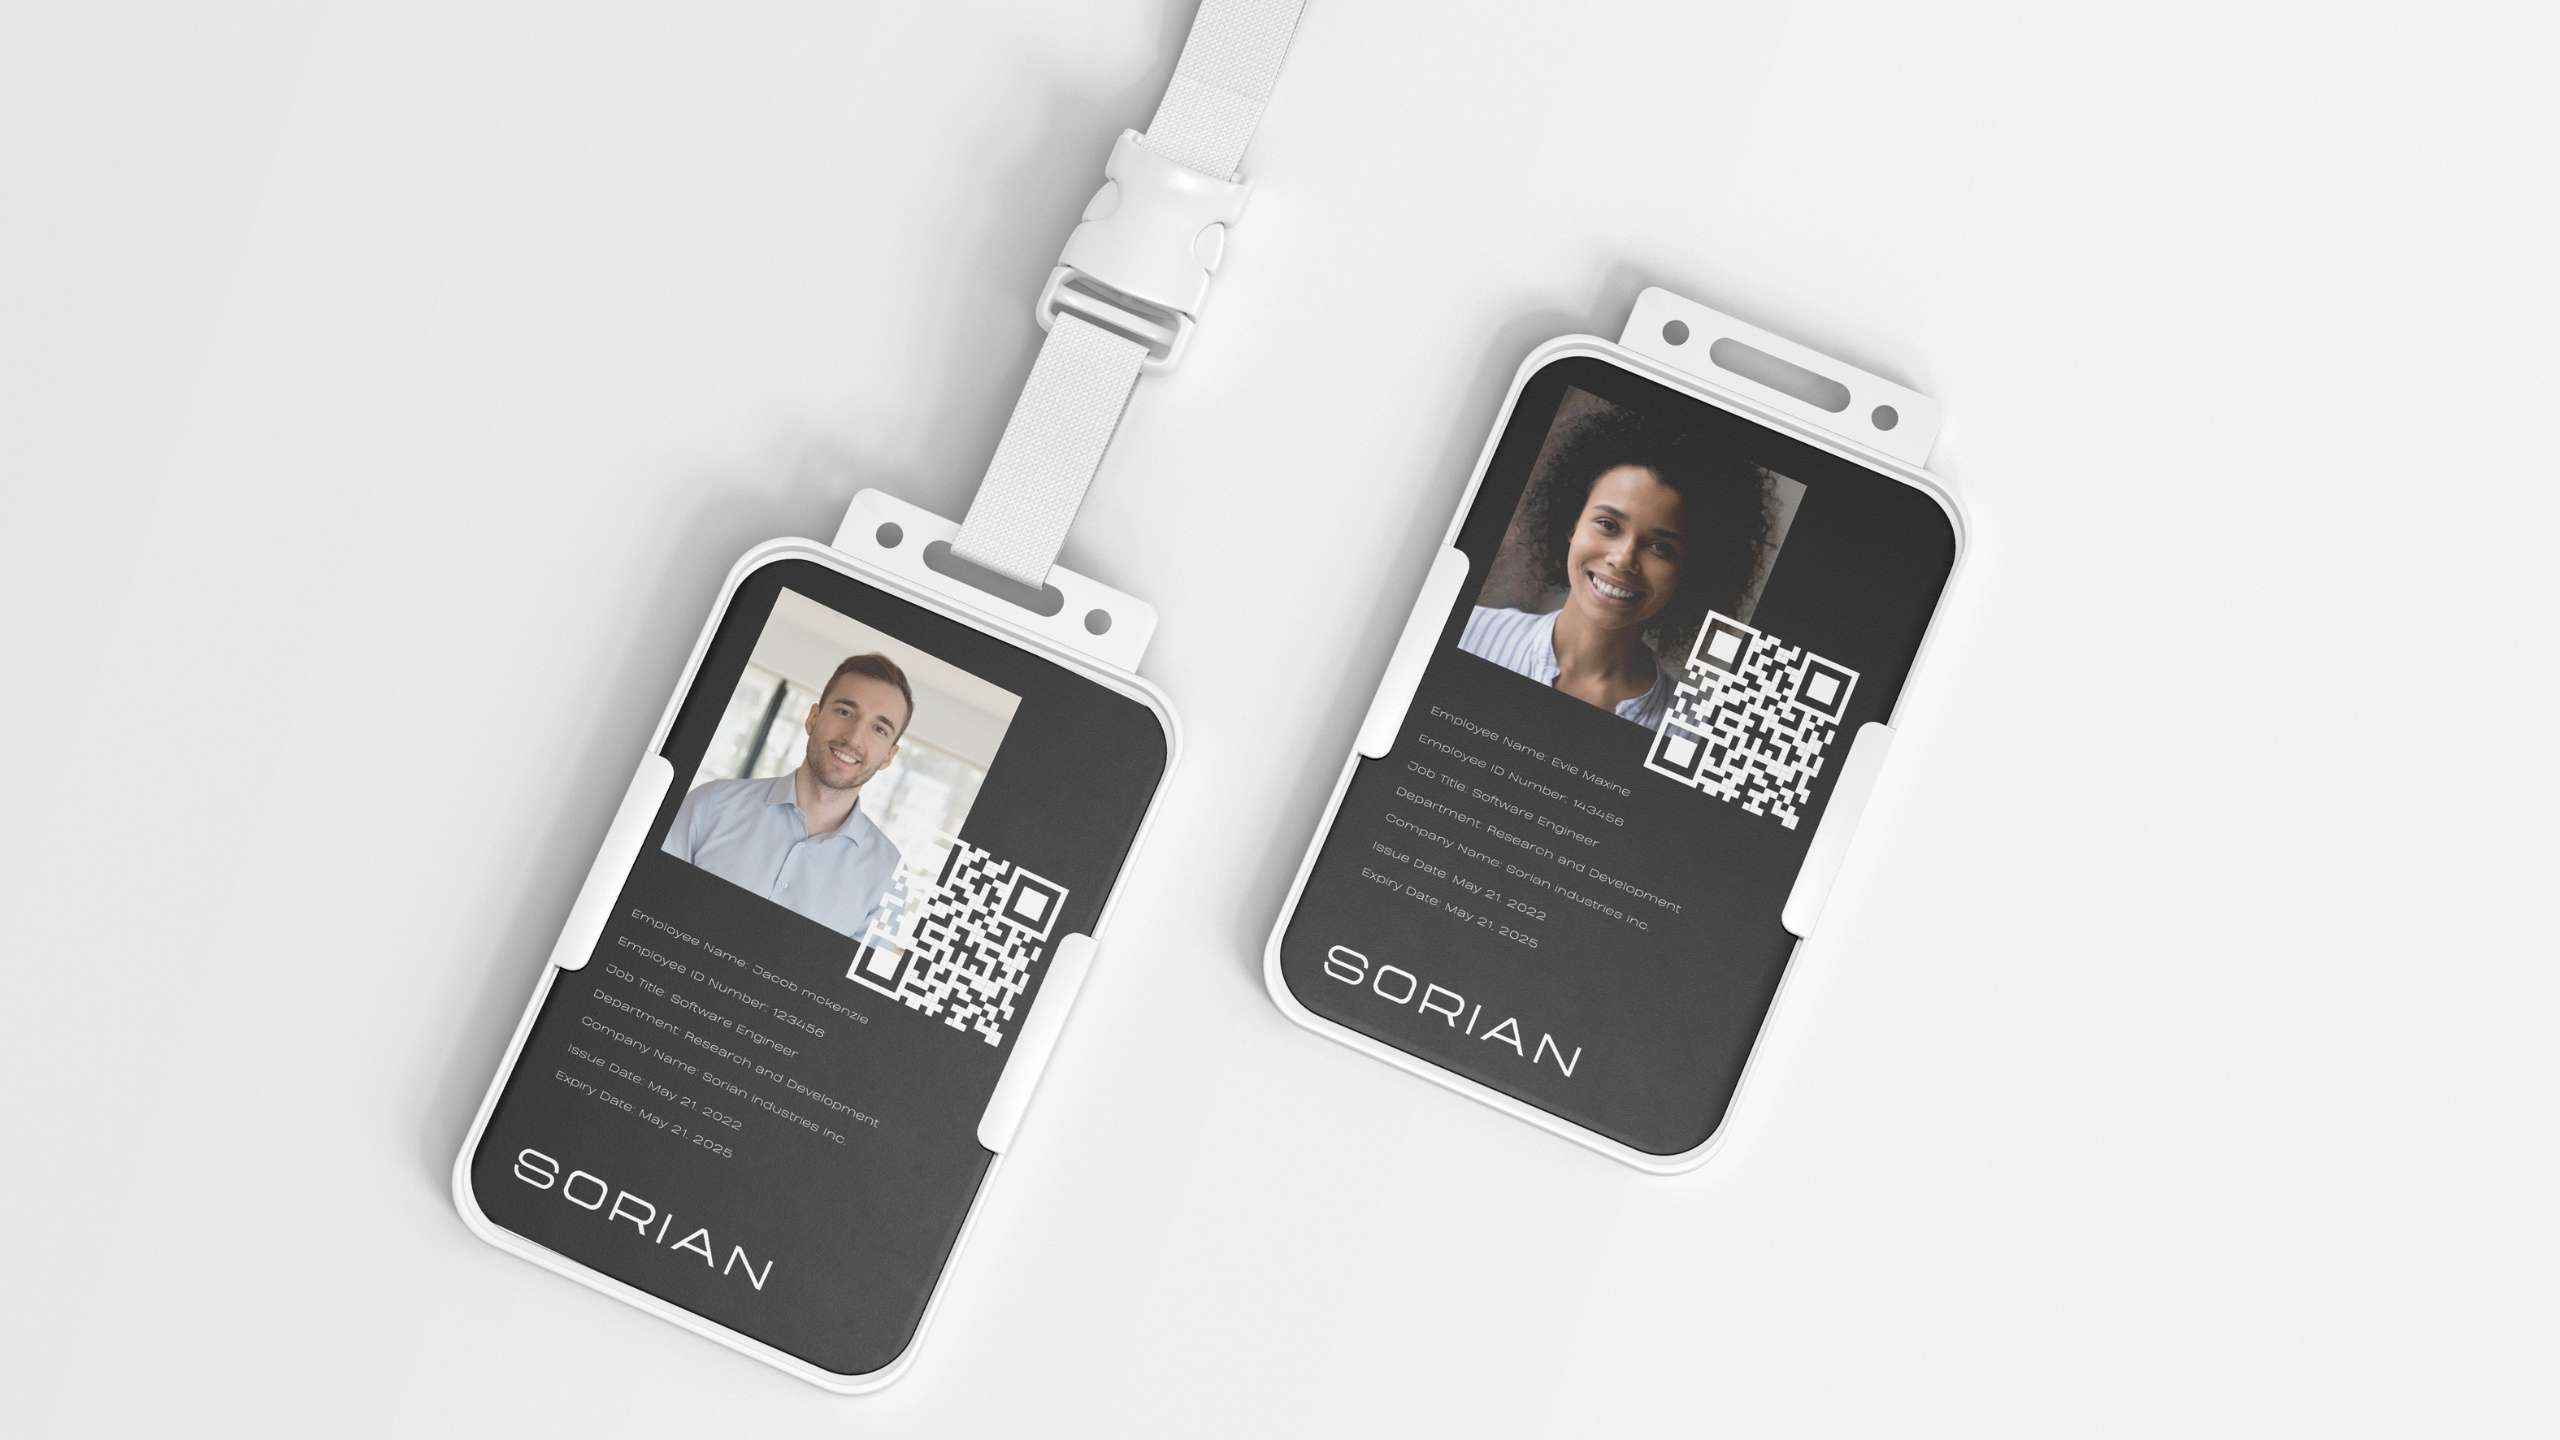 Employee Name: Jacob mckenzie
Employee ID Number: 123456
Job Title: Software Engineer
Department: Research and Development
Company Name: Sorian industries inc.
Issue Date: May 21, 2022
Expiry Date: May 21, 2025
SORIAN
Employee Name: Evie Maxine
Employee ID Number: 143456
Job Title: Software Engineer
Department: Research and Development
Company Name: Sorian industries inc.
Issue Date: May 21, 2022
Expiry Date: May 21, 2025
SORIAN